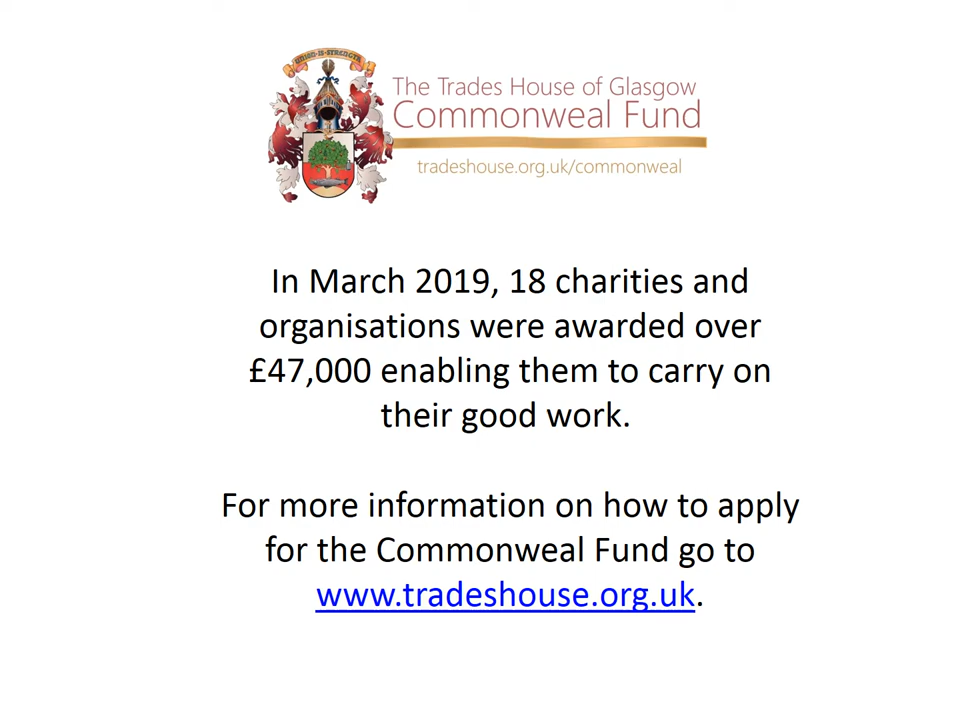 UNION IS STRENGTH
The Trades House of Glasgow
Commonweal Fund
tradeshouse.org.uk/commonweal
In March 2019, 18 charities and
organisations were awarded over
£47,000 enabling them to carry on
their good work.
For more information on how to apply
for the Commonweal Fund go to
www.tradeshouse.org.uk.